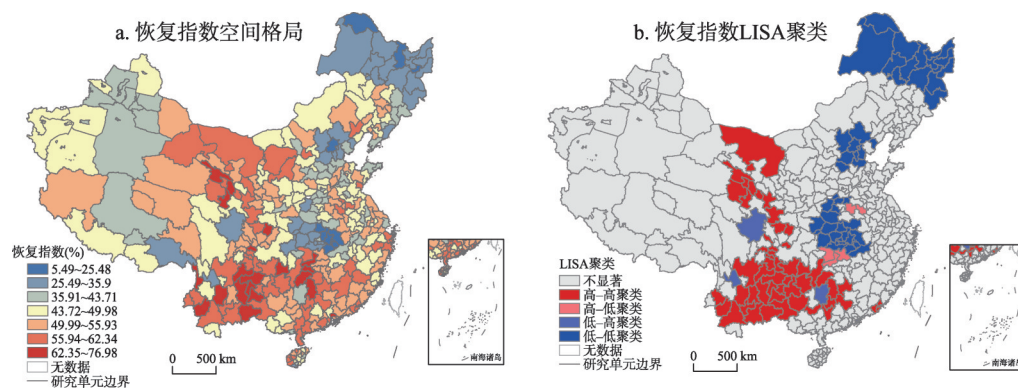 a. 恢复指数空间格局
恢复指数(%)
5.49~25.48
25.49~35.9
35.91~43.71
43.72~49.98
49.99~55.93
55.94~62.34
62.35~76.98
无数据
研究单元边界
0 500 km
南海诸岛
b. 恢复指数LISA聚类
LISA聚类
不显著
高–高聚类
高–低聚类
低–高聚类
低–低聚类
无数据
研究单元边界
0 500 km
南海诸岛